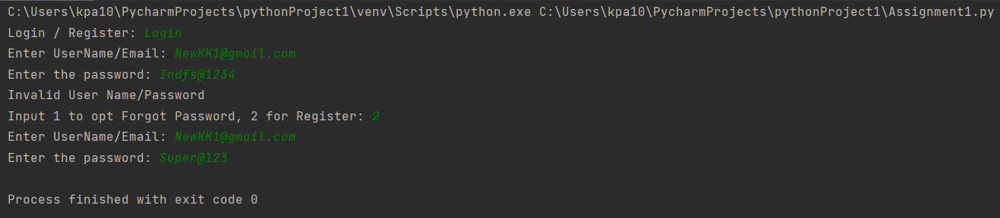 C:\Users\kpa10\PycharmProjects\pythonProject1\venv\Scripts\python.exe C:\Users\kpa10\PycharmProjects\pythonProject1\Assignment1.py
Login / Register: Login
Enter UserName/Email: NewKK1@gmail.com
Enter the password: Indfs@1234
Invalid User Name/Password
Input 1 to opt Forgot Password, 2 for Register: 2
Enter UserName/Email: NewKK1@gmail.com
Enter the password: Super@123
Process finished with exit code 0